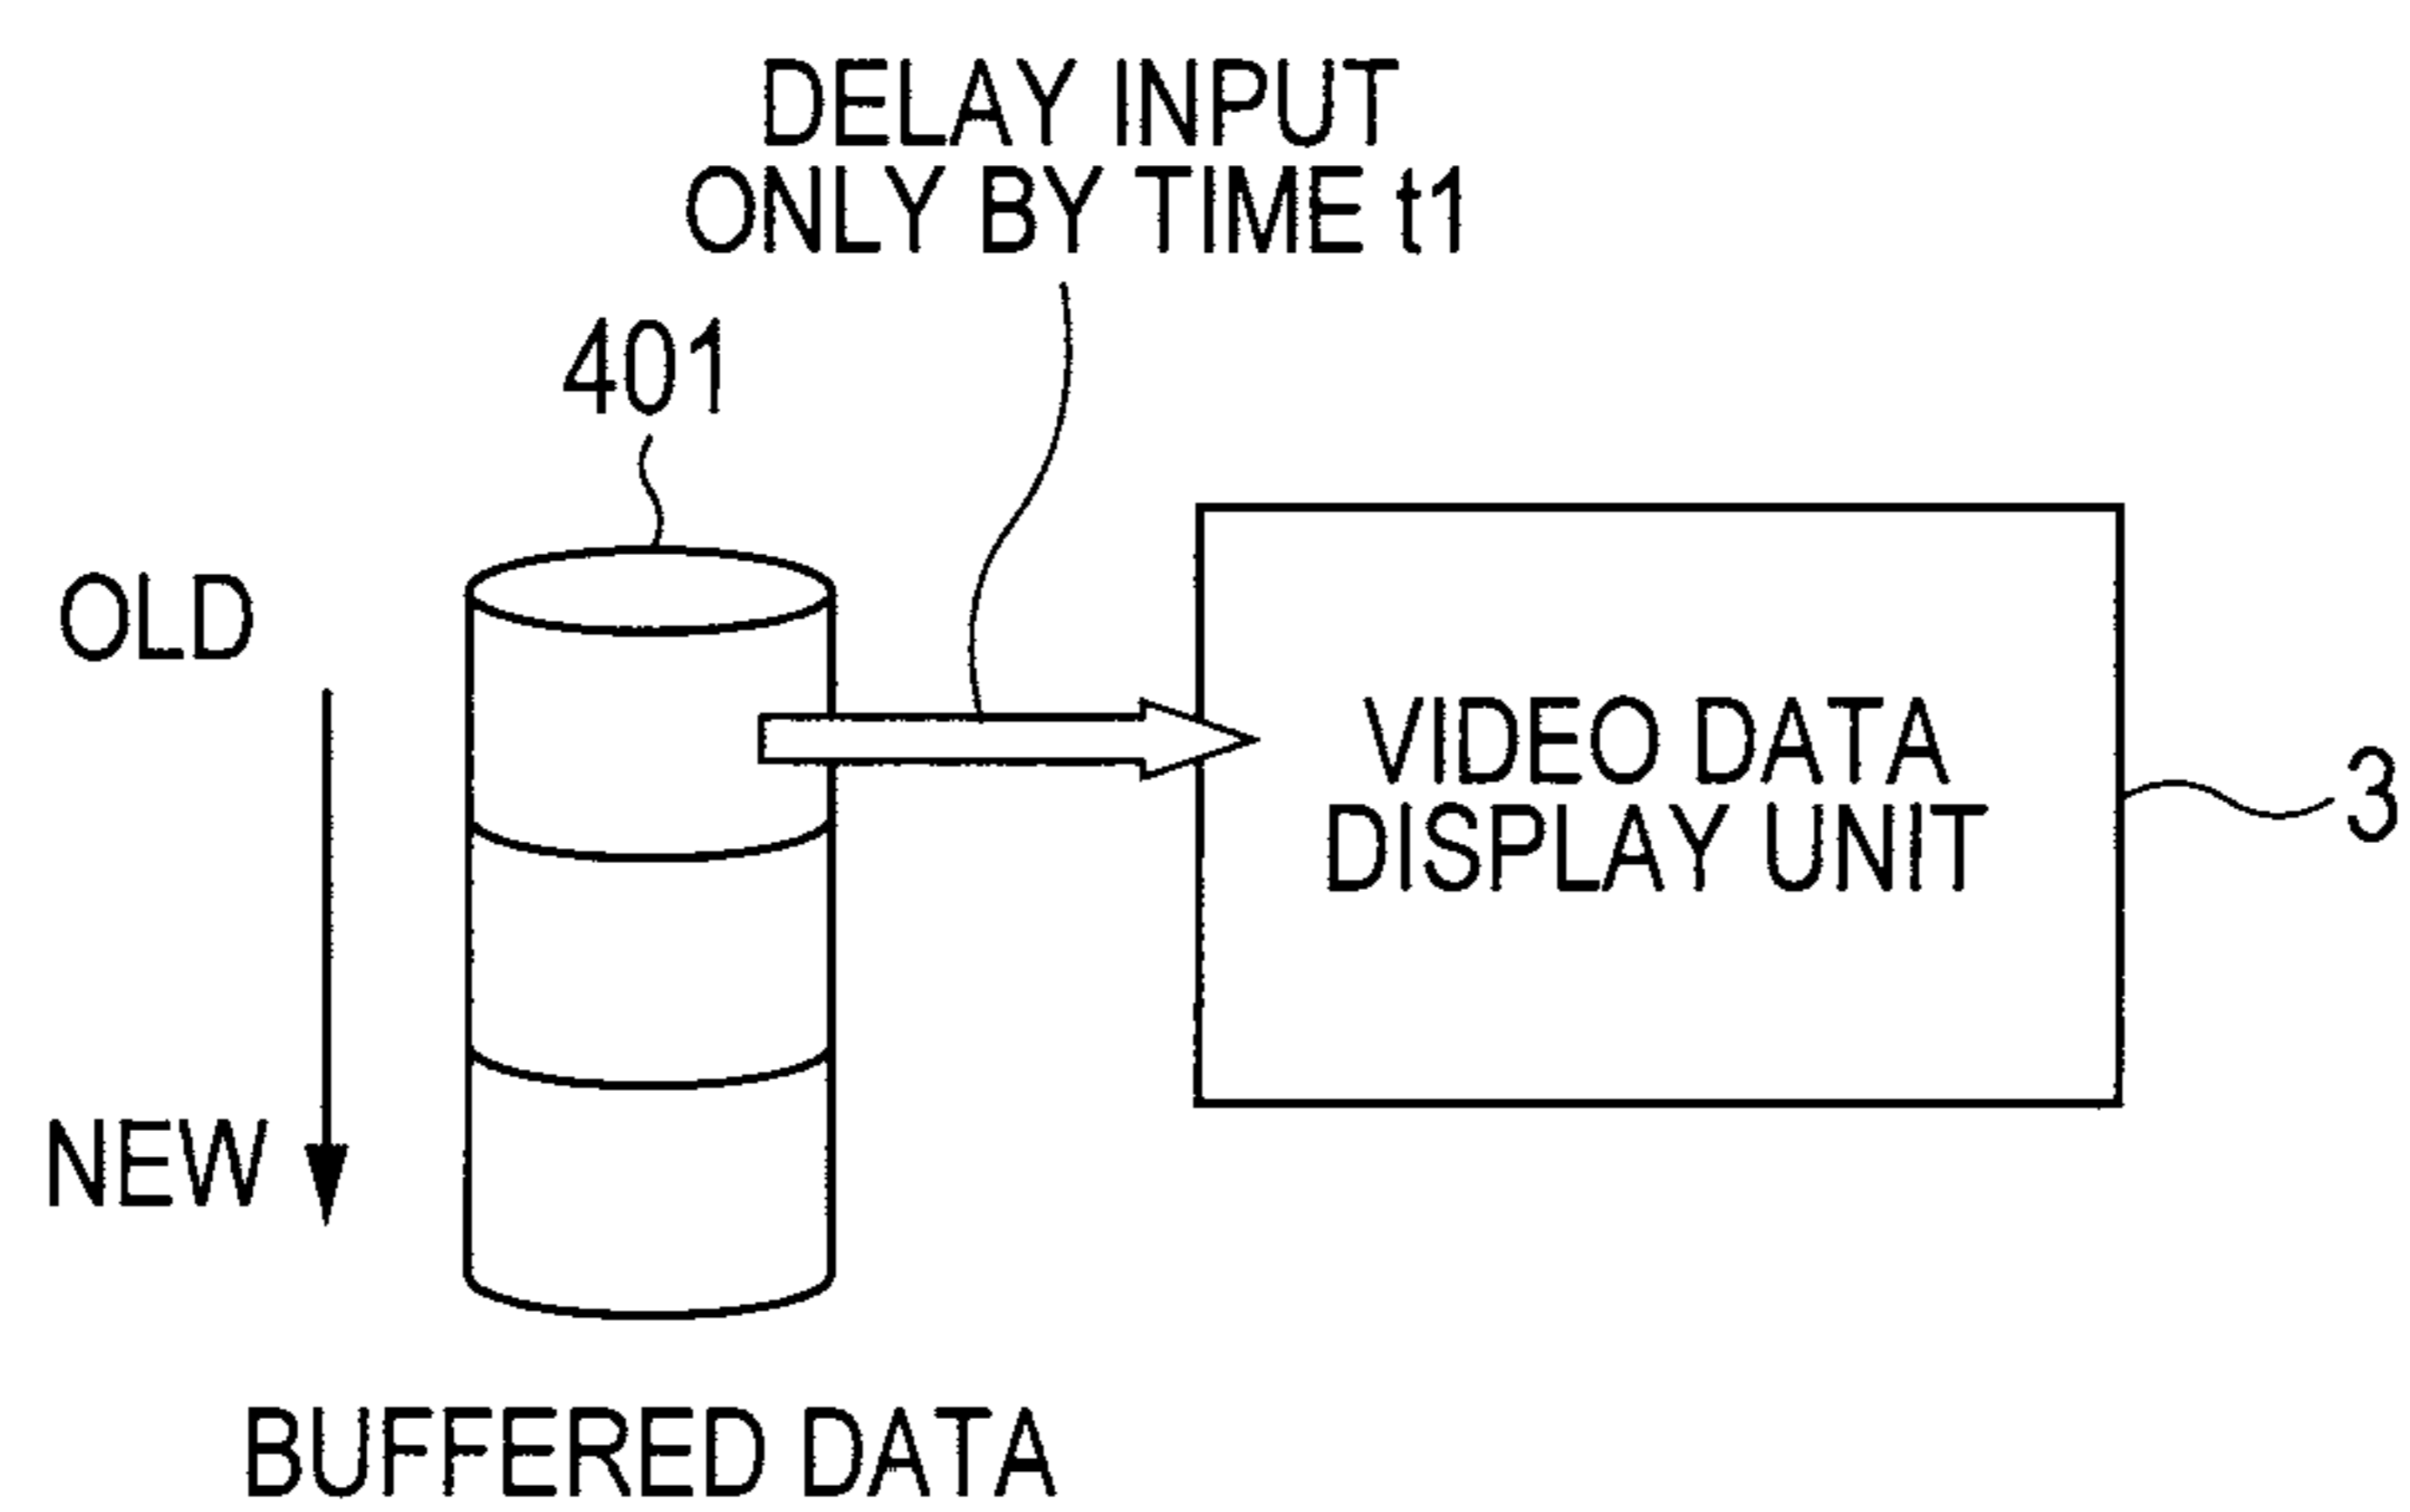 DELAY INPUT
ONLY BY TIME t1
401
OLD
VIDEO DATA
DISPLAY UNIT
3
NEW
BUFFERED DATA